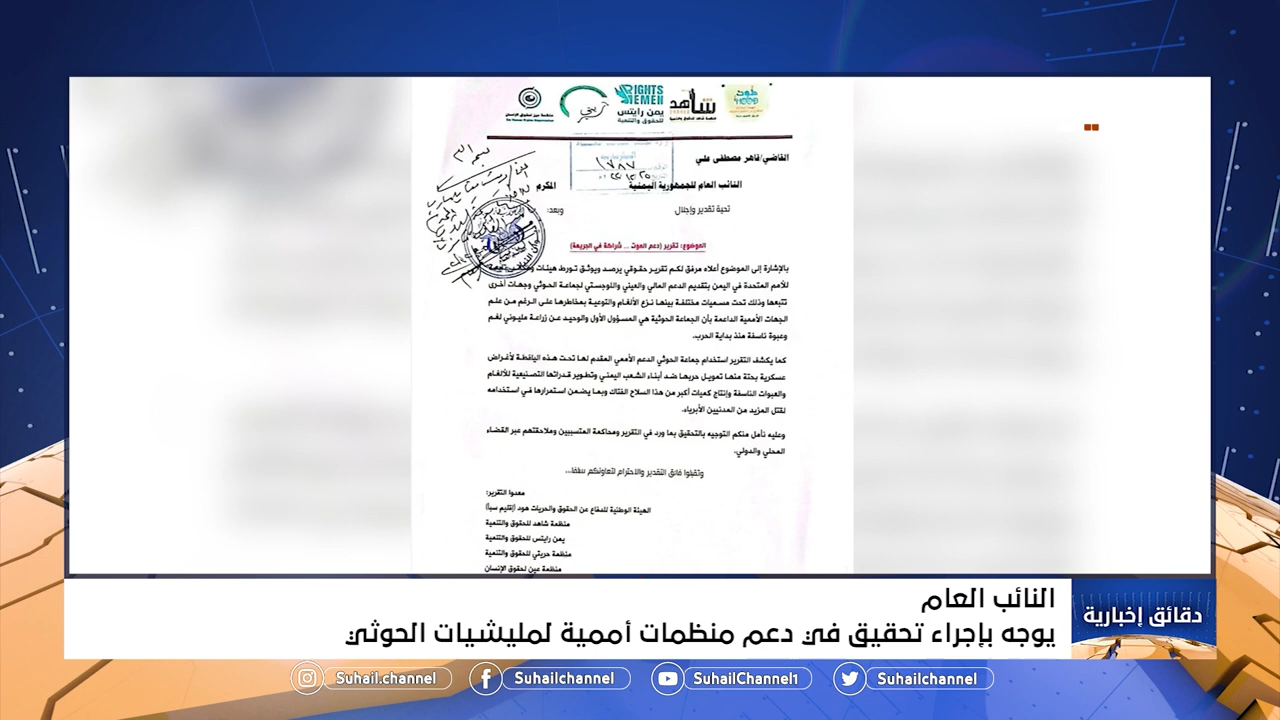 RIGHTS
YEMEN
يمن رايتس
للحقوق والتنمية
شاهد
منظمة شاهد للحقوق والتنمية
هود
منظمة عين لحقوق الإنسان
القاضي/ قاهر مصطفى علي
النائب العام للجمهورية اليمنية
المكرم
تحية تقدير وإجلال
وبعد:
١٧٨٧
الموضوع: تقرير (دعم الموت ... شراكة في الجريمة)
بالإشارة إلى الموضوع أعلاه مرفق لكم تقرير حقوقي يرصد ويوثق تورط هيئات
للأمم المتحدة في اليمن بتقديم الدعم المالي والعيني واللوجستي لجماعة الحوثي وجهات أخرى
تتبعها وذلك تحت مسميات مختلفة بينها نزع الألغام والتوعية بمخاطرها على الرغم من علم
الجهات الأممية الداعمة بأن الجماعة الحوثية هي المسؤول الأول والوحيد عن زراعة مليوني لغم
وعبوة ناسفة منذ بداية الحرب.
كما يكشف التقرير استخدام جماعة الحوثي الدعم الأممي المقدم لها تحت هذه اليافطة لأغراض
عسكرية بحتة منها تمويل حربها ضد أبناء الشعب اليمني وتطوير قدراتها التصنيعية للألغام
والعبوات الناسفة وإنتاج كميات أكبر من هذا السلاح الفتاك وبما يضمن استمرارها في استخدامه
لقتل المزيد من المدنيين الأبرياء.
وعليه نأمل منكم التوجيه بالتحقيق بما ورد في التقرير ومحاكمة المتسببين وملاحقتهم عبر القضاء
المحلي والدولي.
وتقبلوا فائق التقدير والاحترام لتعاونكم سلفا...
معدوا التقرير:
الهيئة الوطنية للدفاع عن الحقوق والحريات هود (إقليم سبأ)
منظمة شاهد للحقوق والتنمية
يمن رايتس للحقوق والتنمية
منظمة حريتي للحقوق والتنمية
منظمة عين لحقوق الإنسان
دقائق إخبارية
النائب العام
يوجه بإجراء تحقيق في دعم منظمات أممية لمليشيات الحوثي
Suhail.channel
Suhailchannel
SuhailChannel1
Suhailchannel